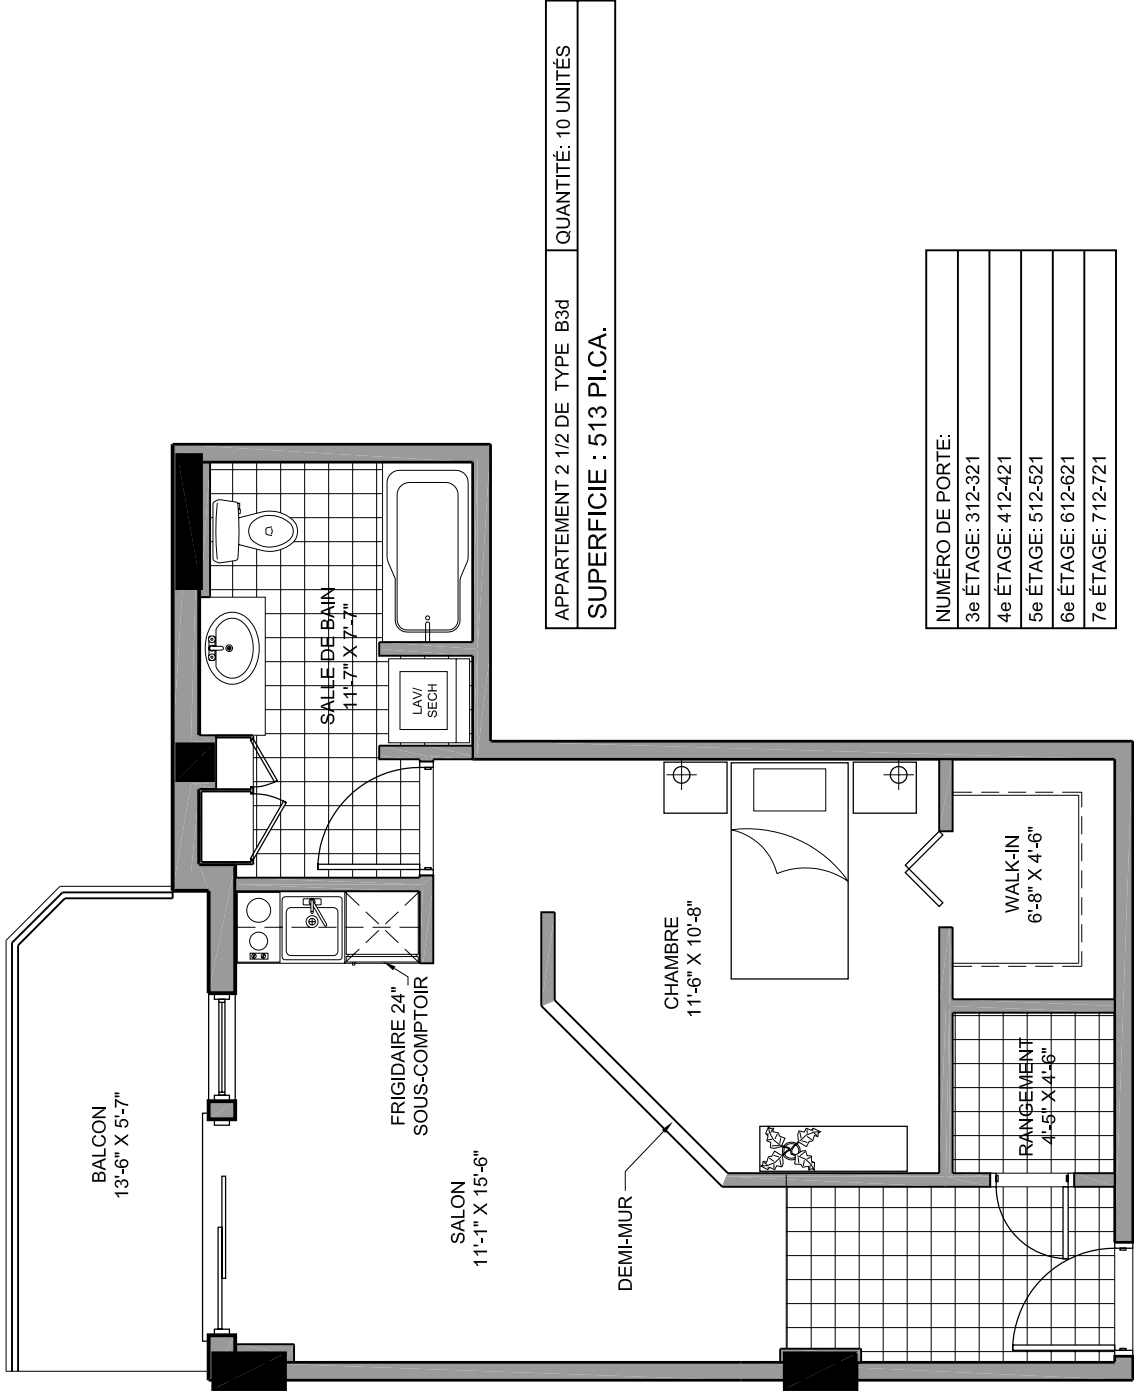 BALCON
13'-6" X 5'-7"
SALLE DE BAIN
11'-7" X 7'-7"
LAV/
SECH
FRIGIDAIRE 24"
SOUS-COMPTOIR
SALON
11'-1" X 15'-6"
DEMI-MUR
CHAMBRE
11'-6" X 10'-8"
WALK-IN
6'-8" X 4'-6"
RANGEMENT
4'-5" X 4'-6"
APPARTEMENT 2 1/2 DE TYPE B3d QUANTITÉ: 10 UNITÉS
SUPERFICIE : 513 PI.CA.
NUMÉRO DE PORTE:
3e ÉTAGE: 312-321
4e ÉTAGE: 412-421
5e ÉTAGE: 512-521
6e ÉTAGE: 612-621
7e ÉTAGE: 712-721